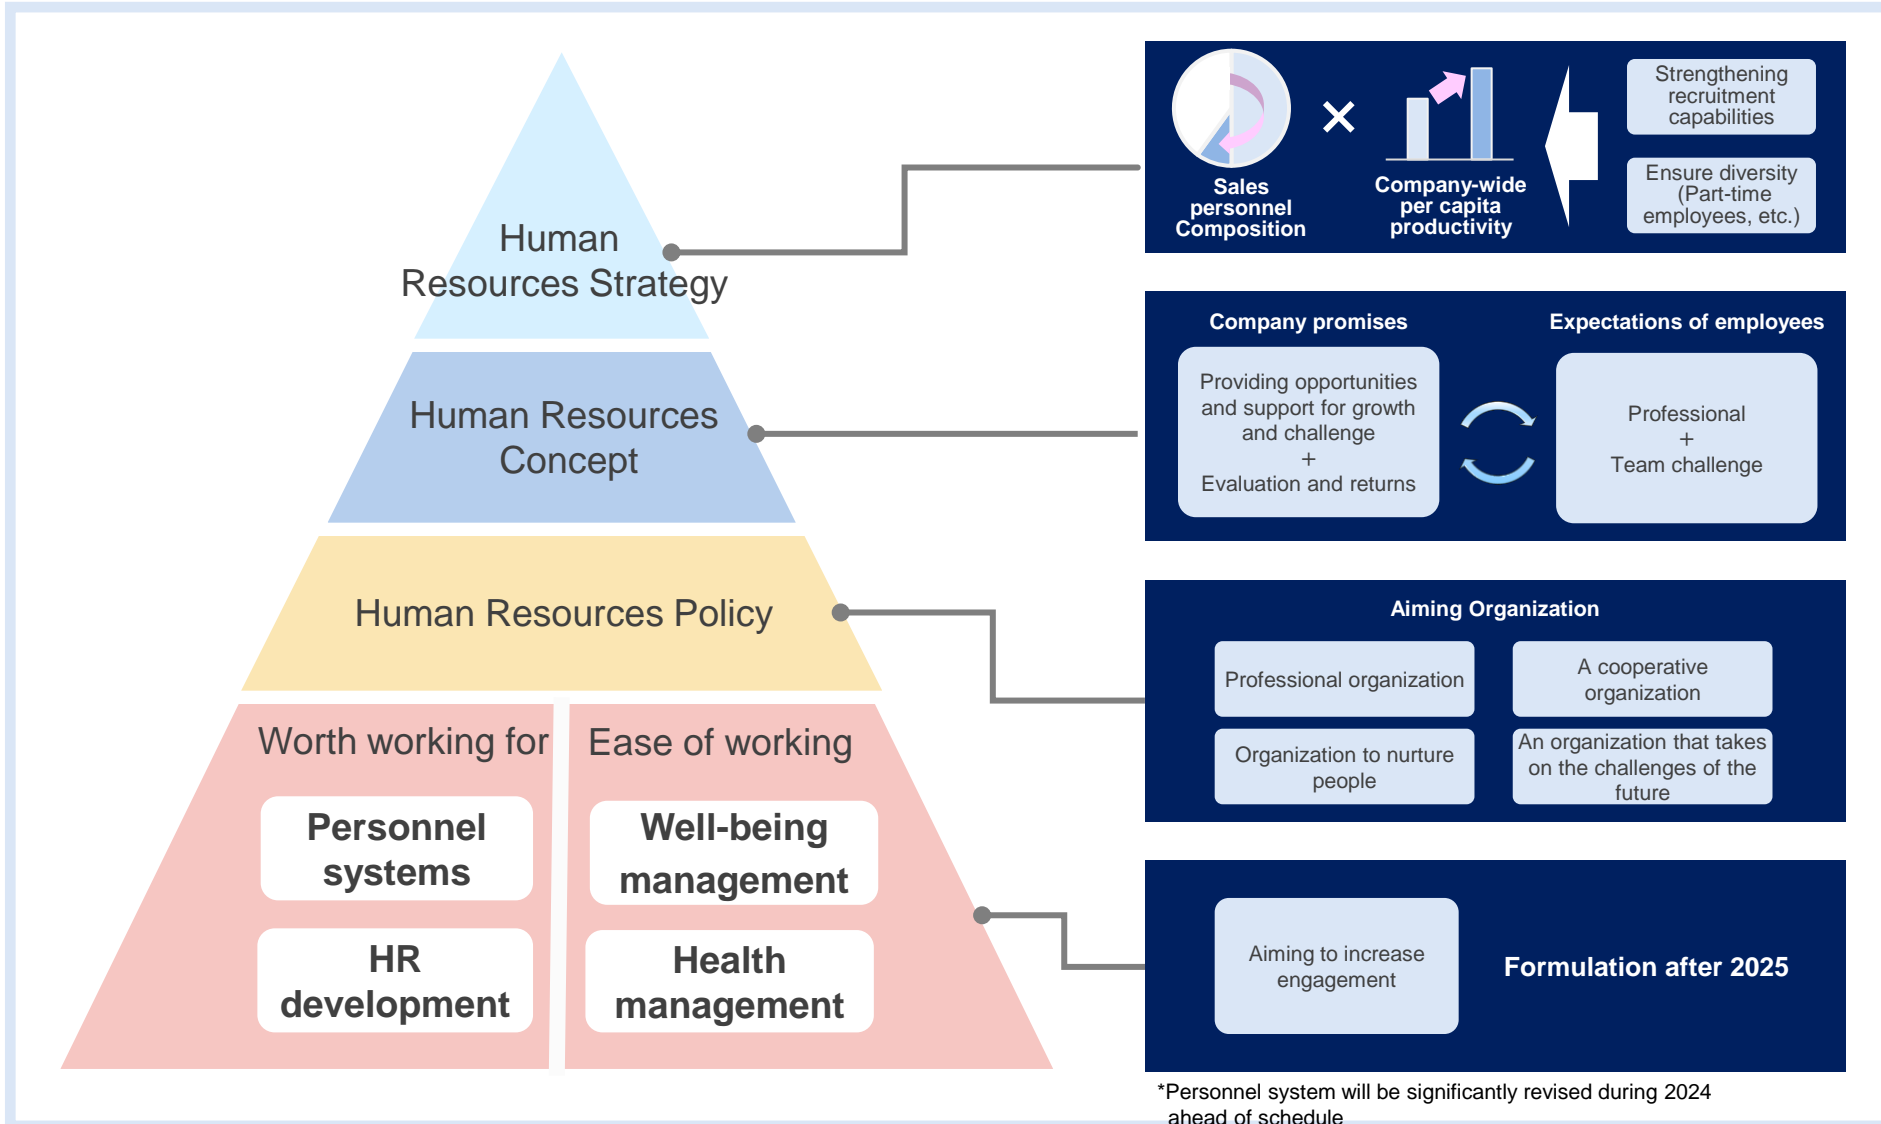 Human
Resources Strategy
Human Resources
Concept
Human Resources Policy
Worth working for
Personnel
systems
HR
development
Ease of working
Well-being
management
Health
management
Sales
personnel
Composition
×
Company-wide
per capita
productivity
Strengthening
recruitment
capabilities
Ensure diversity
(Part-time
employees, etc.)
Company promises
Providing opportunities
and support for growth
and challenge
+
Evaluation and returns
Expectations of employees
Professional
+
Team challenge
Aiming Organization
Professional organization
A cooperative
organization
Organization to nurture
people
An organization that takes
on the challenges of the
future
Aiming to increase
engagement
Formulation after 2025
*Personnel system will be significantly revised during 2024
ahead of schedule